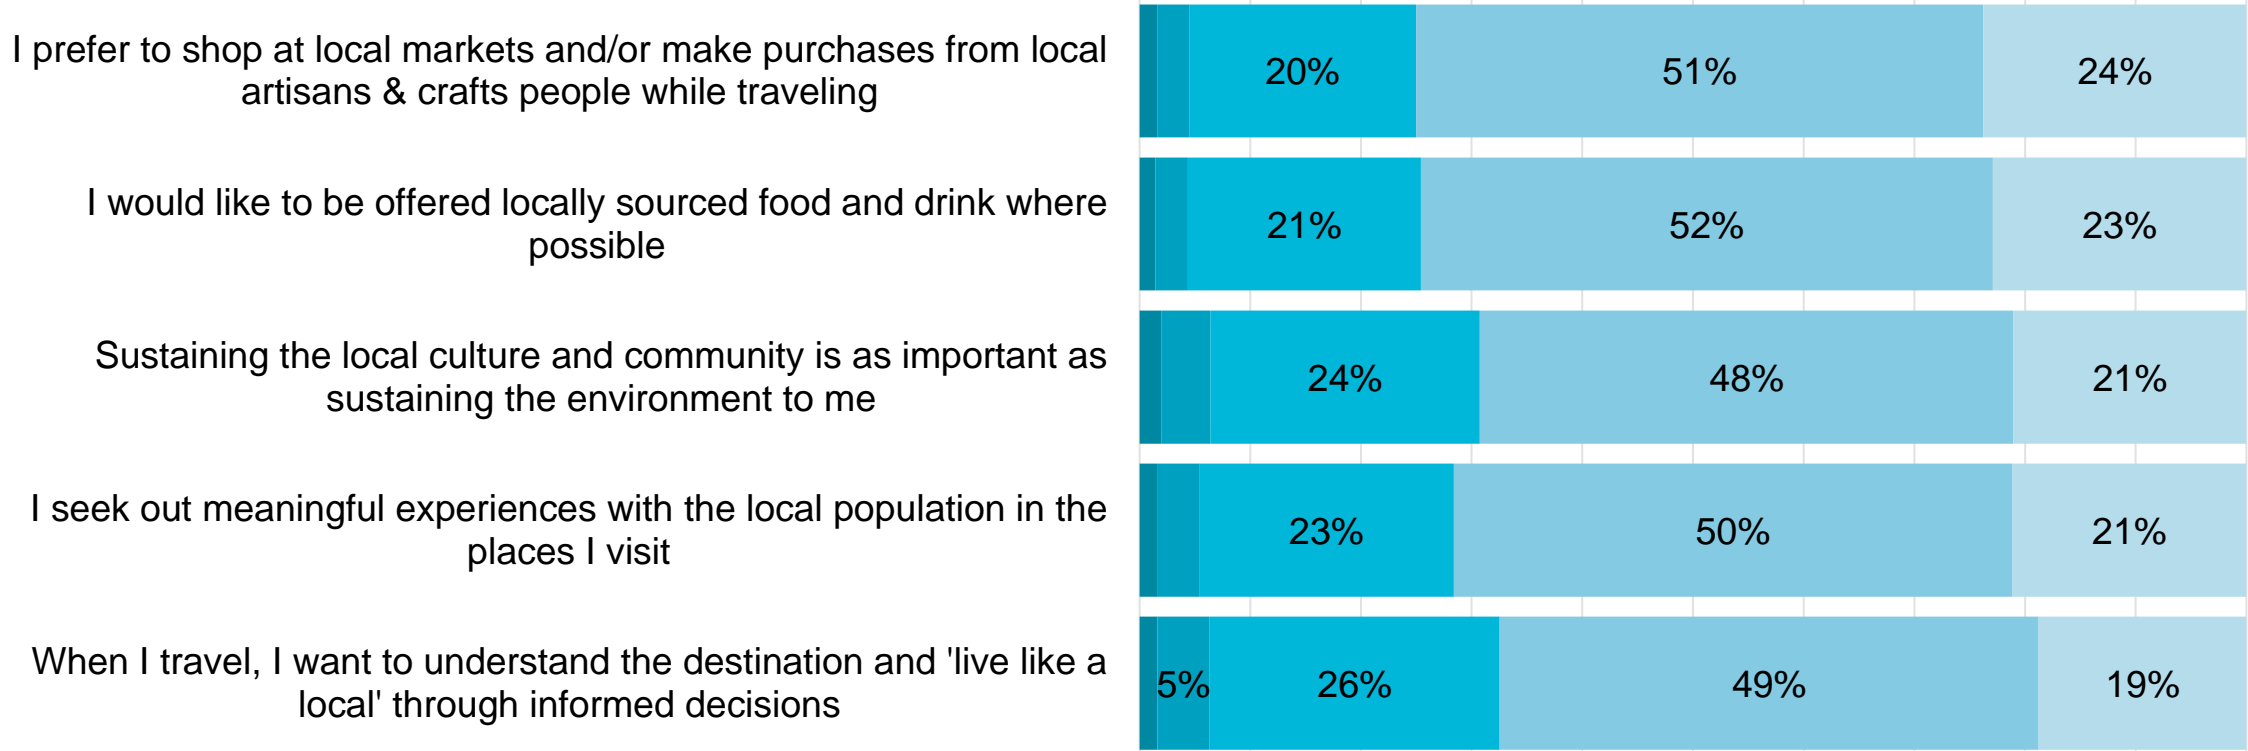 I prefer to shop at local markets and/or make purchases from local
artisans & crafts people while traveling
20% 51% 24%
I would like to be offered locally sourced food and drink where
possible
21% 52% 23%
Sustaining the local culture and community is as important as
sustaining the environment to me
24% 48% 21%
I seek out meaningful experiences with the local population in the
places I visit
23% 50% 21%
When I travel, I want to understand the destination and 'live like a
local' through informed decisions
5% 26% 49% 19%